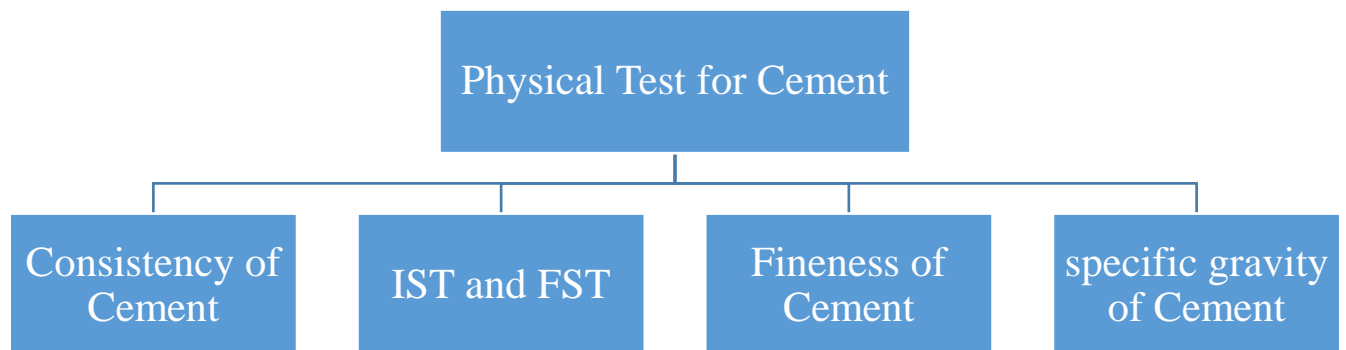 Physical Test for Cement
Consistency of
Cement
IST and FST
Fineness of
Cement
specific gravity
of Cement